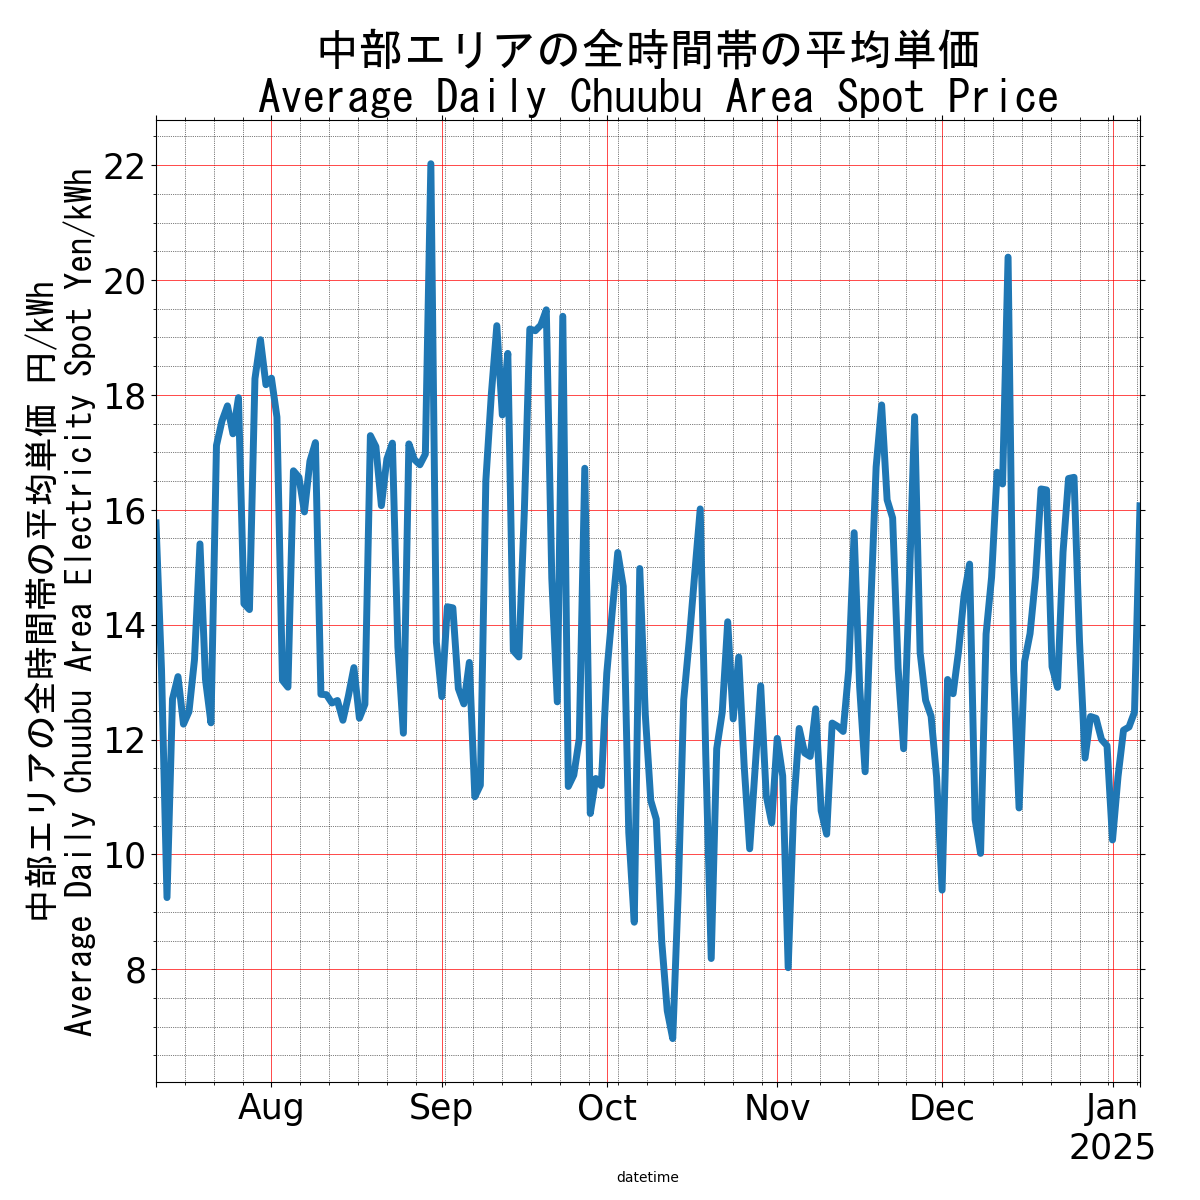 中部エリアの全時間帯の平均単価
Average Daily Chuubu Area Spot Price
中部エリアの全時間帯の平均単価 円/kWh
Average Daily Chuubu Area Electricity Spot Yen/kWh
22
20
18
16
14
12
10
8
Aug
Sep
Oct
Nov
Dec
Jan
2025
datetime